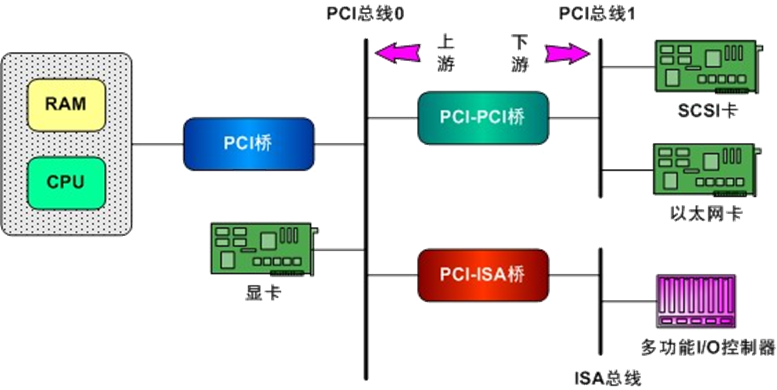 PCI总线0
PCI总线1
上游
下游
RAM
CPU
PCI桥
PCI-PCI桥
SCSI卡
以太网卡
显卡
PCI-ISA桥
多功能I/O控制器
ISA总线